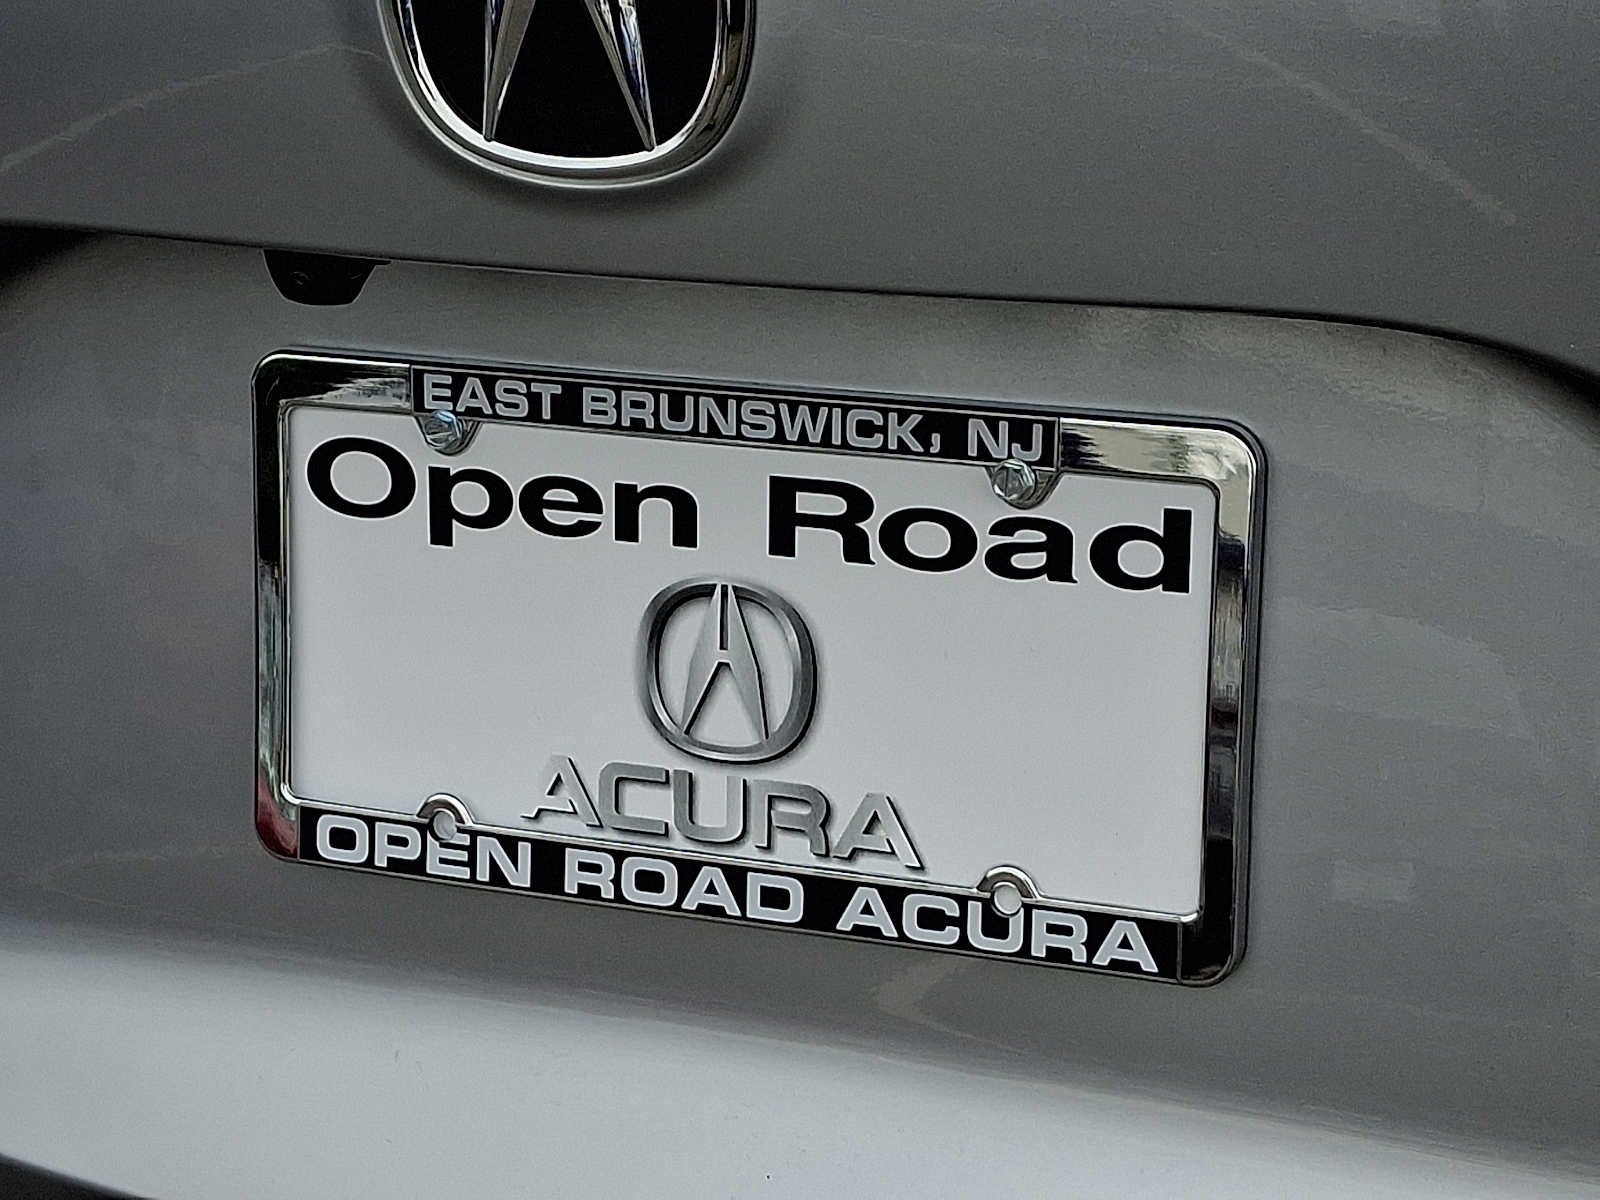 EAST BRUNSWICK, NJ
Open Road
ACURA
OPEN ROAD ACURA